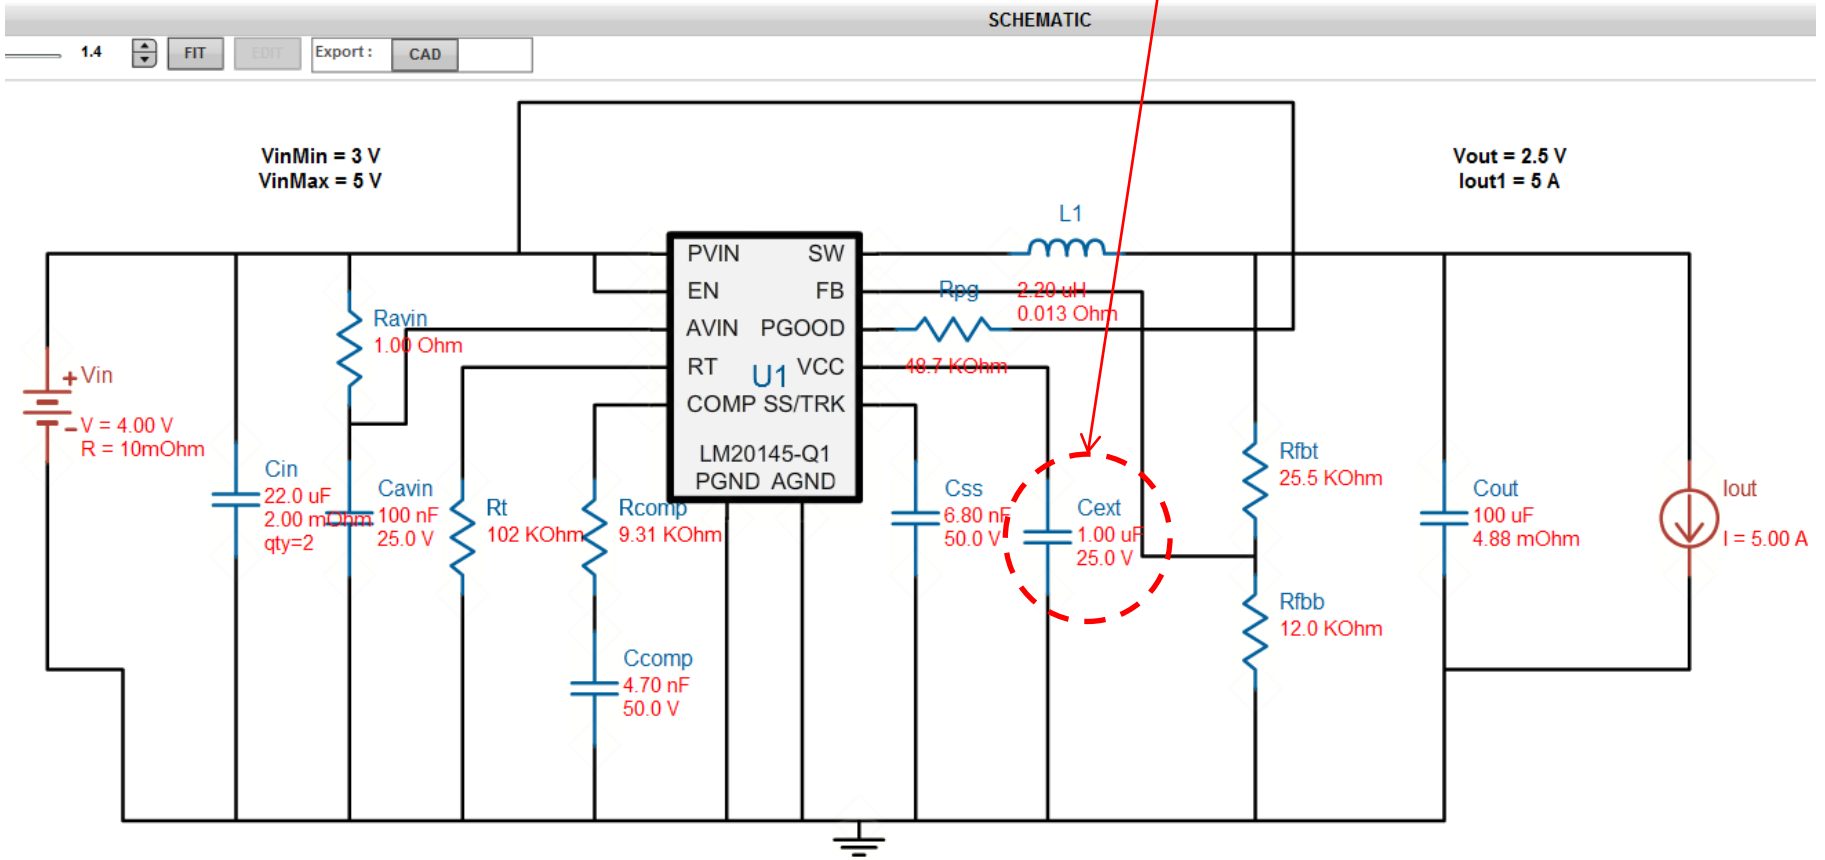 SCHEMATIC
1.4
FIT
EDIT
Export :
CAD
VinMin = 3 V
VinMax = 5 V
Vout = 2.5 V
Iout1 = 5 A
L1
2.20 uH
0.013 Ohm
PVIN SW
EN FB
AVIN PGOOD
RT VCC
U1
COMP SS/TRK
LM20145-Q1
PGND AGND
Rpg
48.7 KOhm
Ravin
1.00 Ohm
+ Vin
V = 4.00 V
R = 10mOhm
Cin
22.0 uF
2.00 mOhm
qty=2
Cavin
100 nF
25.0 V
Rt
102 KOhm
Rcomp
9.31 KOhm
Ccomp
4.70 nF
50.0 V
Css
6.80 nF
50.0 V
Cext
1.00 uF
25.0 V
Rfbt
25.5 KOhm
Rfbb
12.0 KOhm
Cout
100 uF
4.88 mOhm
Iout
I = 5.00 A